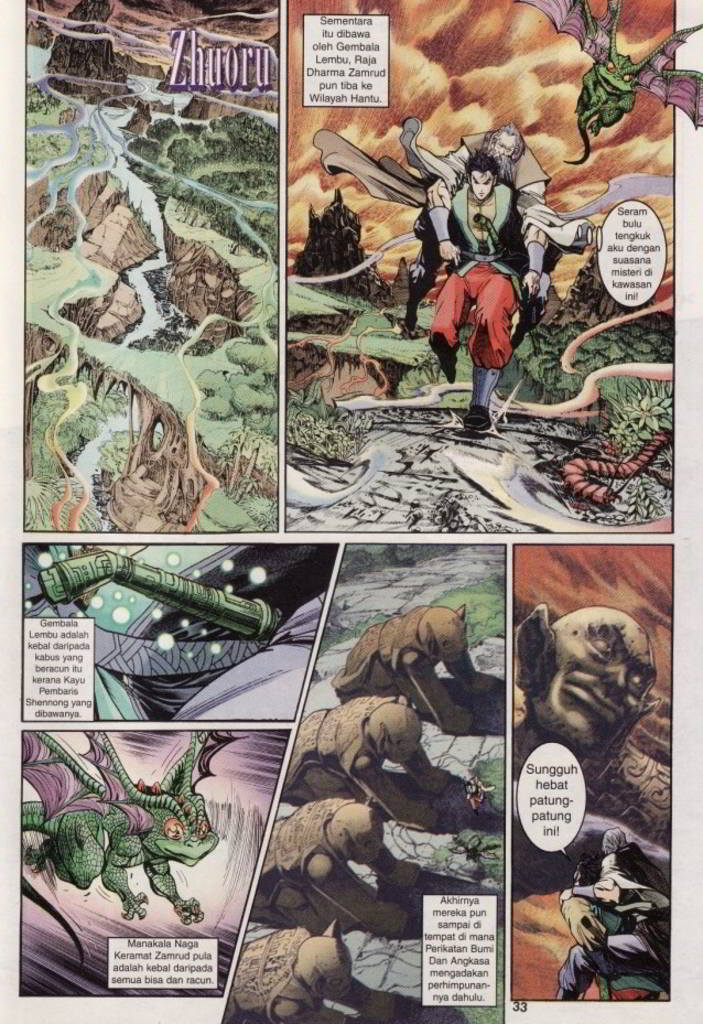 Zhuoru
Sementara
itu dibawa
oleh Gembala
Lembu, Raja
Dharma Zamrud
pun tiba ke
Wilayah Hantu.
Seram
bulu
tengkuk
aku dengan
suasana
misteri di
kawasan
ini!
Gembala
Lembu adalah
kebal daripada
kabus yang
beracun itu
kerana Kayu
Pembaris
Shennong yang
dibawanya.
Manakala Naga
Keramat Zamrud pula
adalah kebal daripada
semua bisa dan racun.
Akhirnya
mereka pun
sampai di
tempat di mana
Perikatan Bumi
Dan Angkasa
mengadakan
perhimpunan-
nya dahulu.
Sungguh
hebat
patung-
patung
ini!
33